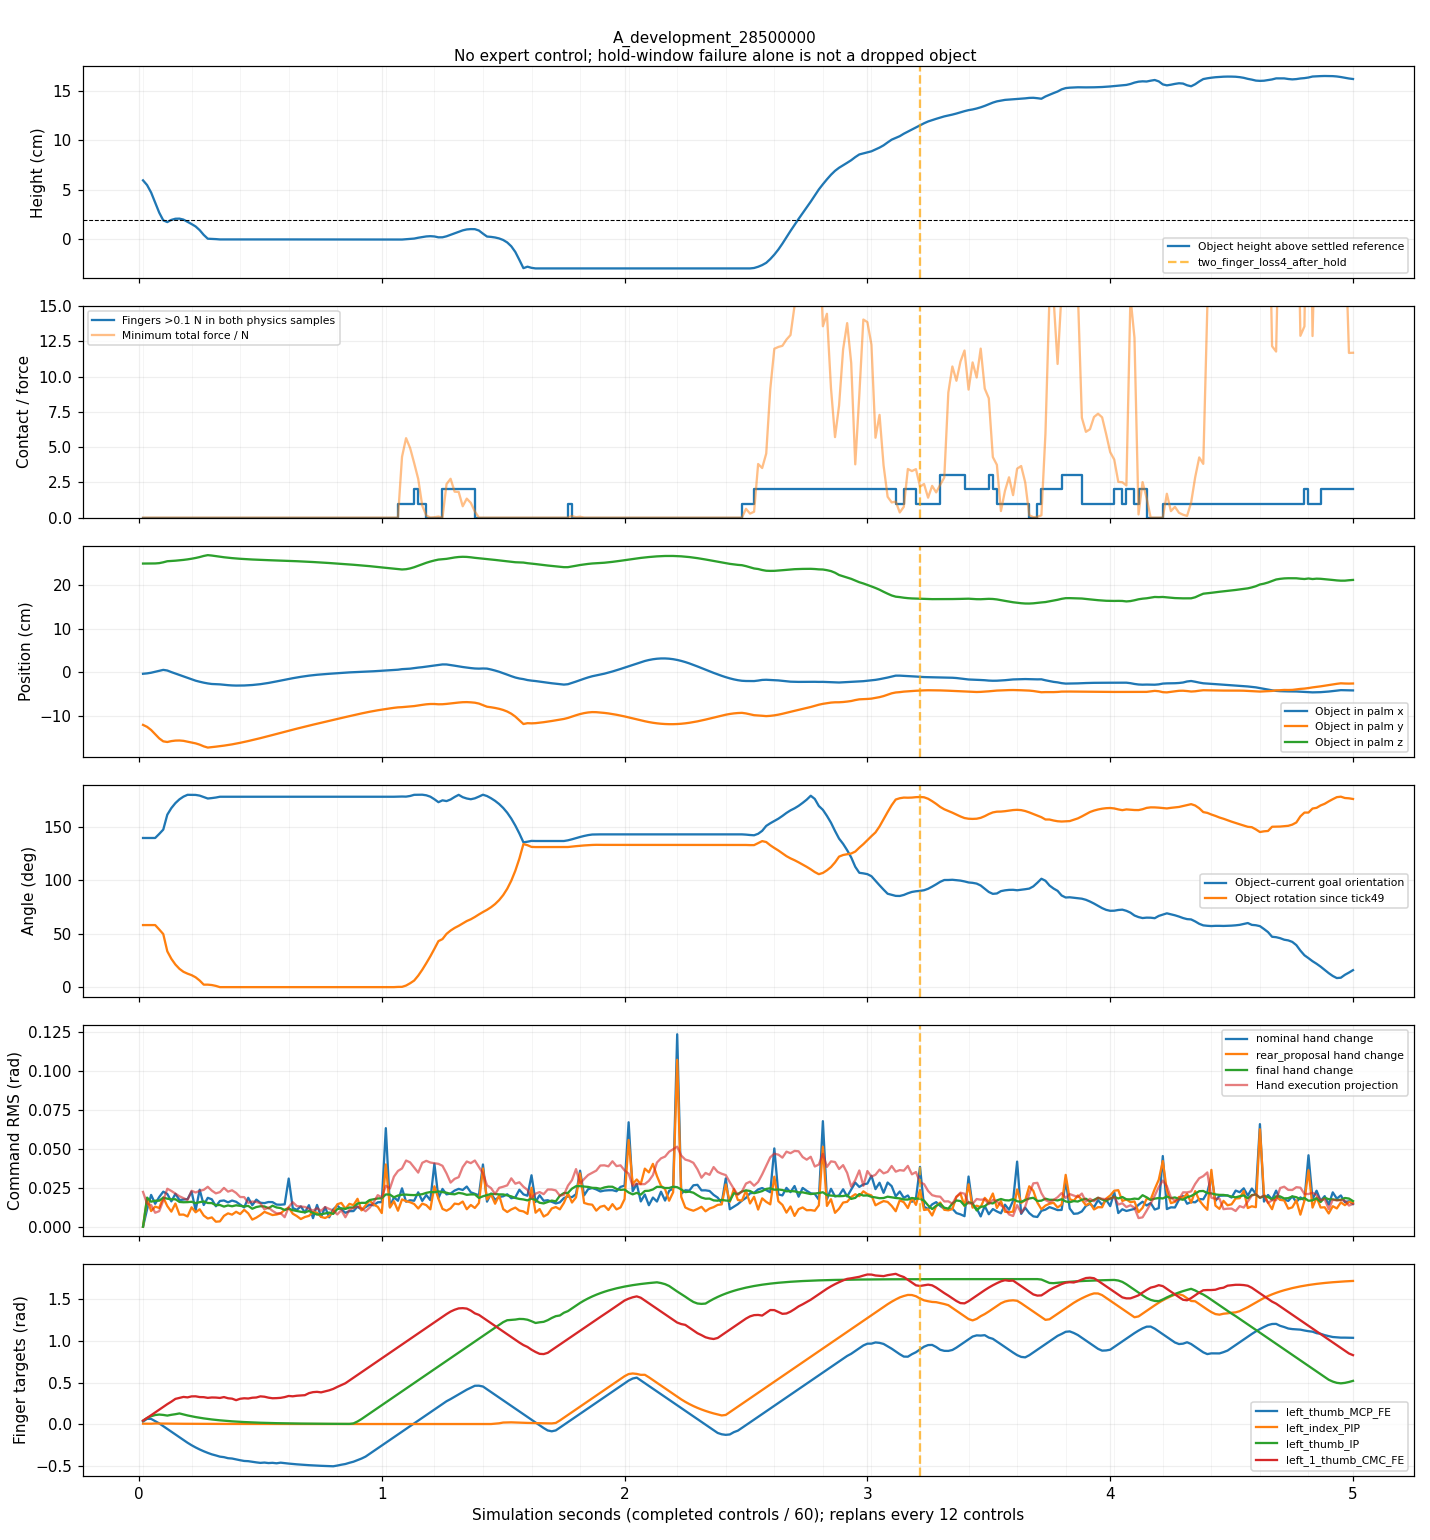 A_development_28500000
No expert control; hold-window failure alone is not a dropped object
Height (cm)
15
10
5
0
Object height above settled reference
two_finger_loss4_after_hold
Contact / force
15.0
12.5
10.0
7.5
5.0
2.5
0.0
Fingers >0.1 N in both physics samples
Minimum total force / N
Position (cm)
20
10
0
−10
Object in palm x
Object in palm y
Object in palm z
Angle (deg)
150
100
50
0
Object–current goal orientation
Object rotation since tick49
Command RMS (rad)
0.125
0.100
0.075
0.050
0.025
0.000
nominal hand change
rear_proposal hand change
final hand change
Hand execution projection
Finger targets (rad)
1.5
1.0
0.5
0.0
−0.5
left_thumb_MCP_FE
left_index_PIP
left_thumb_IP
left_1_thumb_CMC_FE
0 1 2 3 4 5
Simulation seconds (completed controls / 60); replans every 12 controls